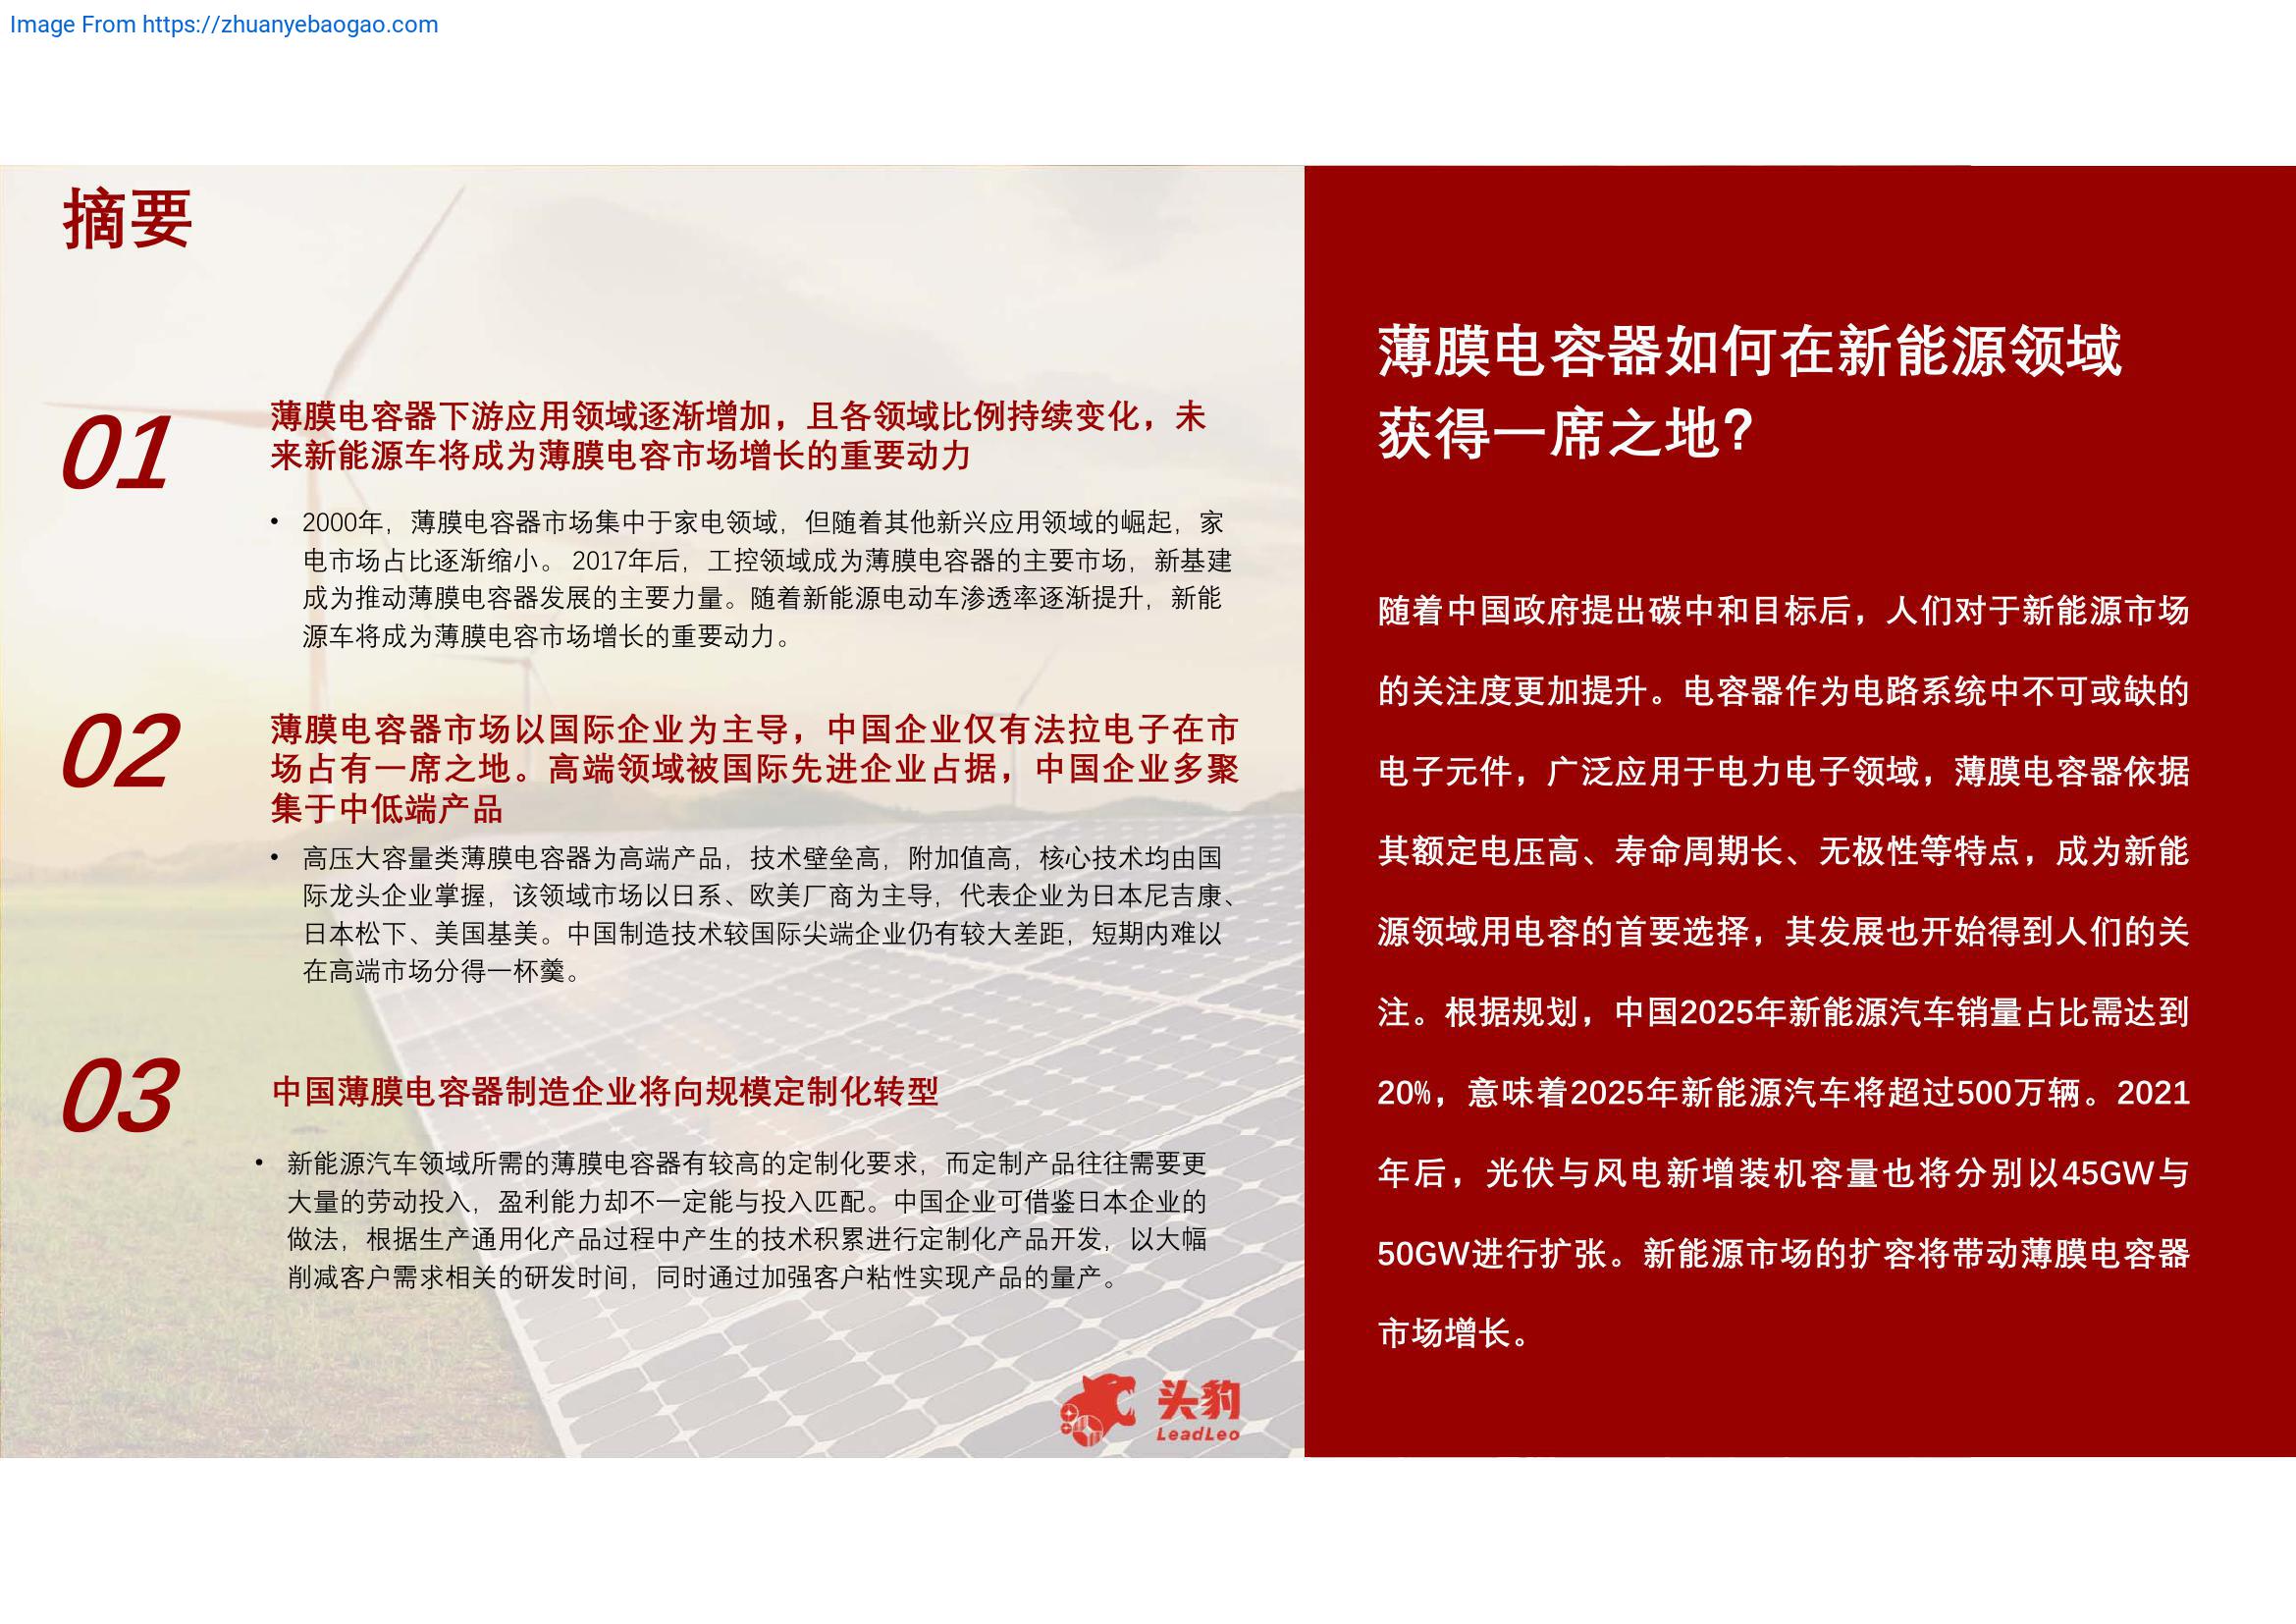 Image From https://zhuanyebaogao.com
摘要
01
薄膜电容器下游应用领域逐渐增加，且各领域比例持续变化，未
来新能源车将成为薄膜电容市场增长的重要动力
• 2000年，薄膜电容器市场集中于家电领域，但随着其他新兴应用领域的崛起，家
电市场占比逐渐缩小。 2017年后，工控领域成为薄膜电容器的主要市场，新基建
成为推动薄膜电容器发展的主要力量。随着新能源电动车渗透率逐渐提升，新能
源车将成为薄膜电容市场增长的重要动力。
02
薄膜电容器市场以国际企业为主导，中国企业仅有法拉电子在市
场占有一席之地。高端领域被国际先进企业占据，中国企业多聚
集于中低端产品
• 高压大容量类薄膜电容器为高端产品，技术壁垒高，附加值高，核心技术均由国
际龙头企业掌握，该领域市场以日系、欧美厂商为主导，代表企业为日本尼吉康、
日本松下、美国基美。中国制造技术较国际尖端企业仍有较大差距，短期内难以
在高端市场分得一杯羹。
03
中国薄膜电容器制造企业将向规模定制化转型
• 新能源汽车领域所需的薄膜电容器有较高的定制化要求，而定制产品往往需要更
大量的劳动投入，盈利能力却不一定能与投入匹配。中国企业可借鉴日本企业的
做法，根据生产通用化产品过程中产生的技术积累进行定制化产品开发，以大幅
削减客户需求相关的研发时间，同时通过加强客户粘性实现产品的量产。
头豹
LeadLeo
薄膜电容器如何在新能源领域
获得一席之地?
随着中国政府提出碳中和目标后，人们对于新能源市场
的关注度更加提升。电容器作为电路系统中不可或缺的
电子元件，广泛应用于电力电子领域，薄膜电容器依据
其额定电压高、寿命周期长、无极性等特点，成为新能
源领域用电容的首要选择，其发展也开始得到人们的关
注。根据规划，中国2025年新能源汽车销量占比需达到
20%，意味着2025年新能源汽车将超过500万辆。2021
年后，光伏与风电新增装机容量也将分别以45GW与
50GW进行扩张。新能源市场的扩容将带动薄膜电容器
市场增长。